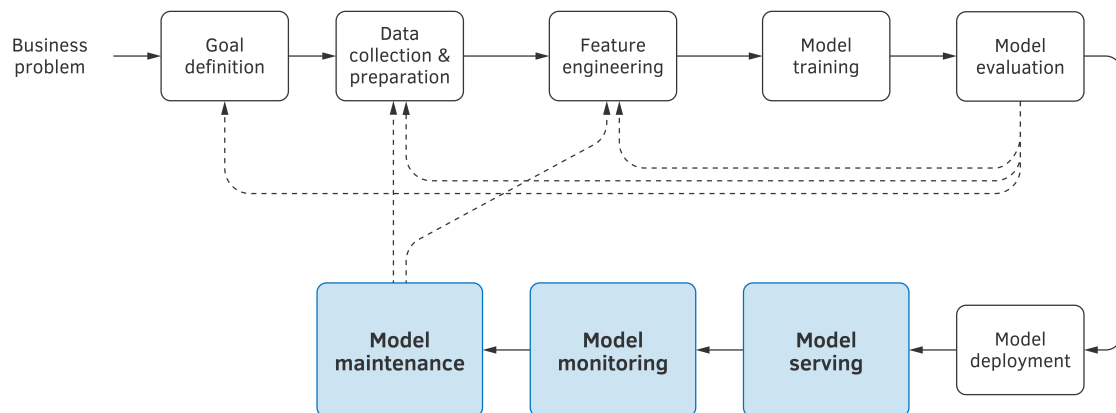 Business
problem
Goal
definition
Data
collection &
preparation
Feature
engineering
Model
training
Model
evaluation
Model
maintenance
Model
monitoring
Model
serving
Model
deployment